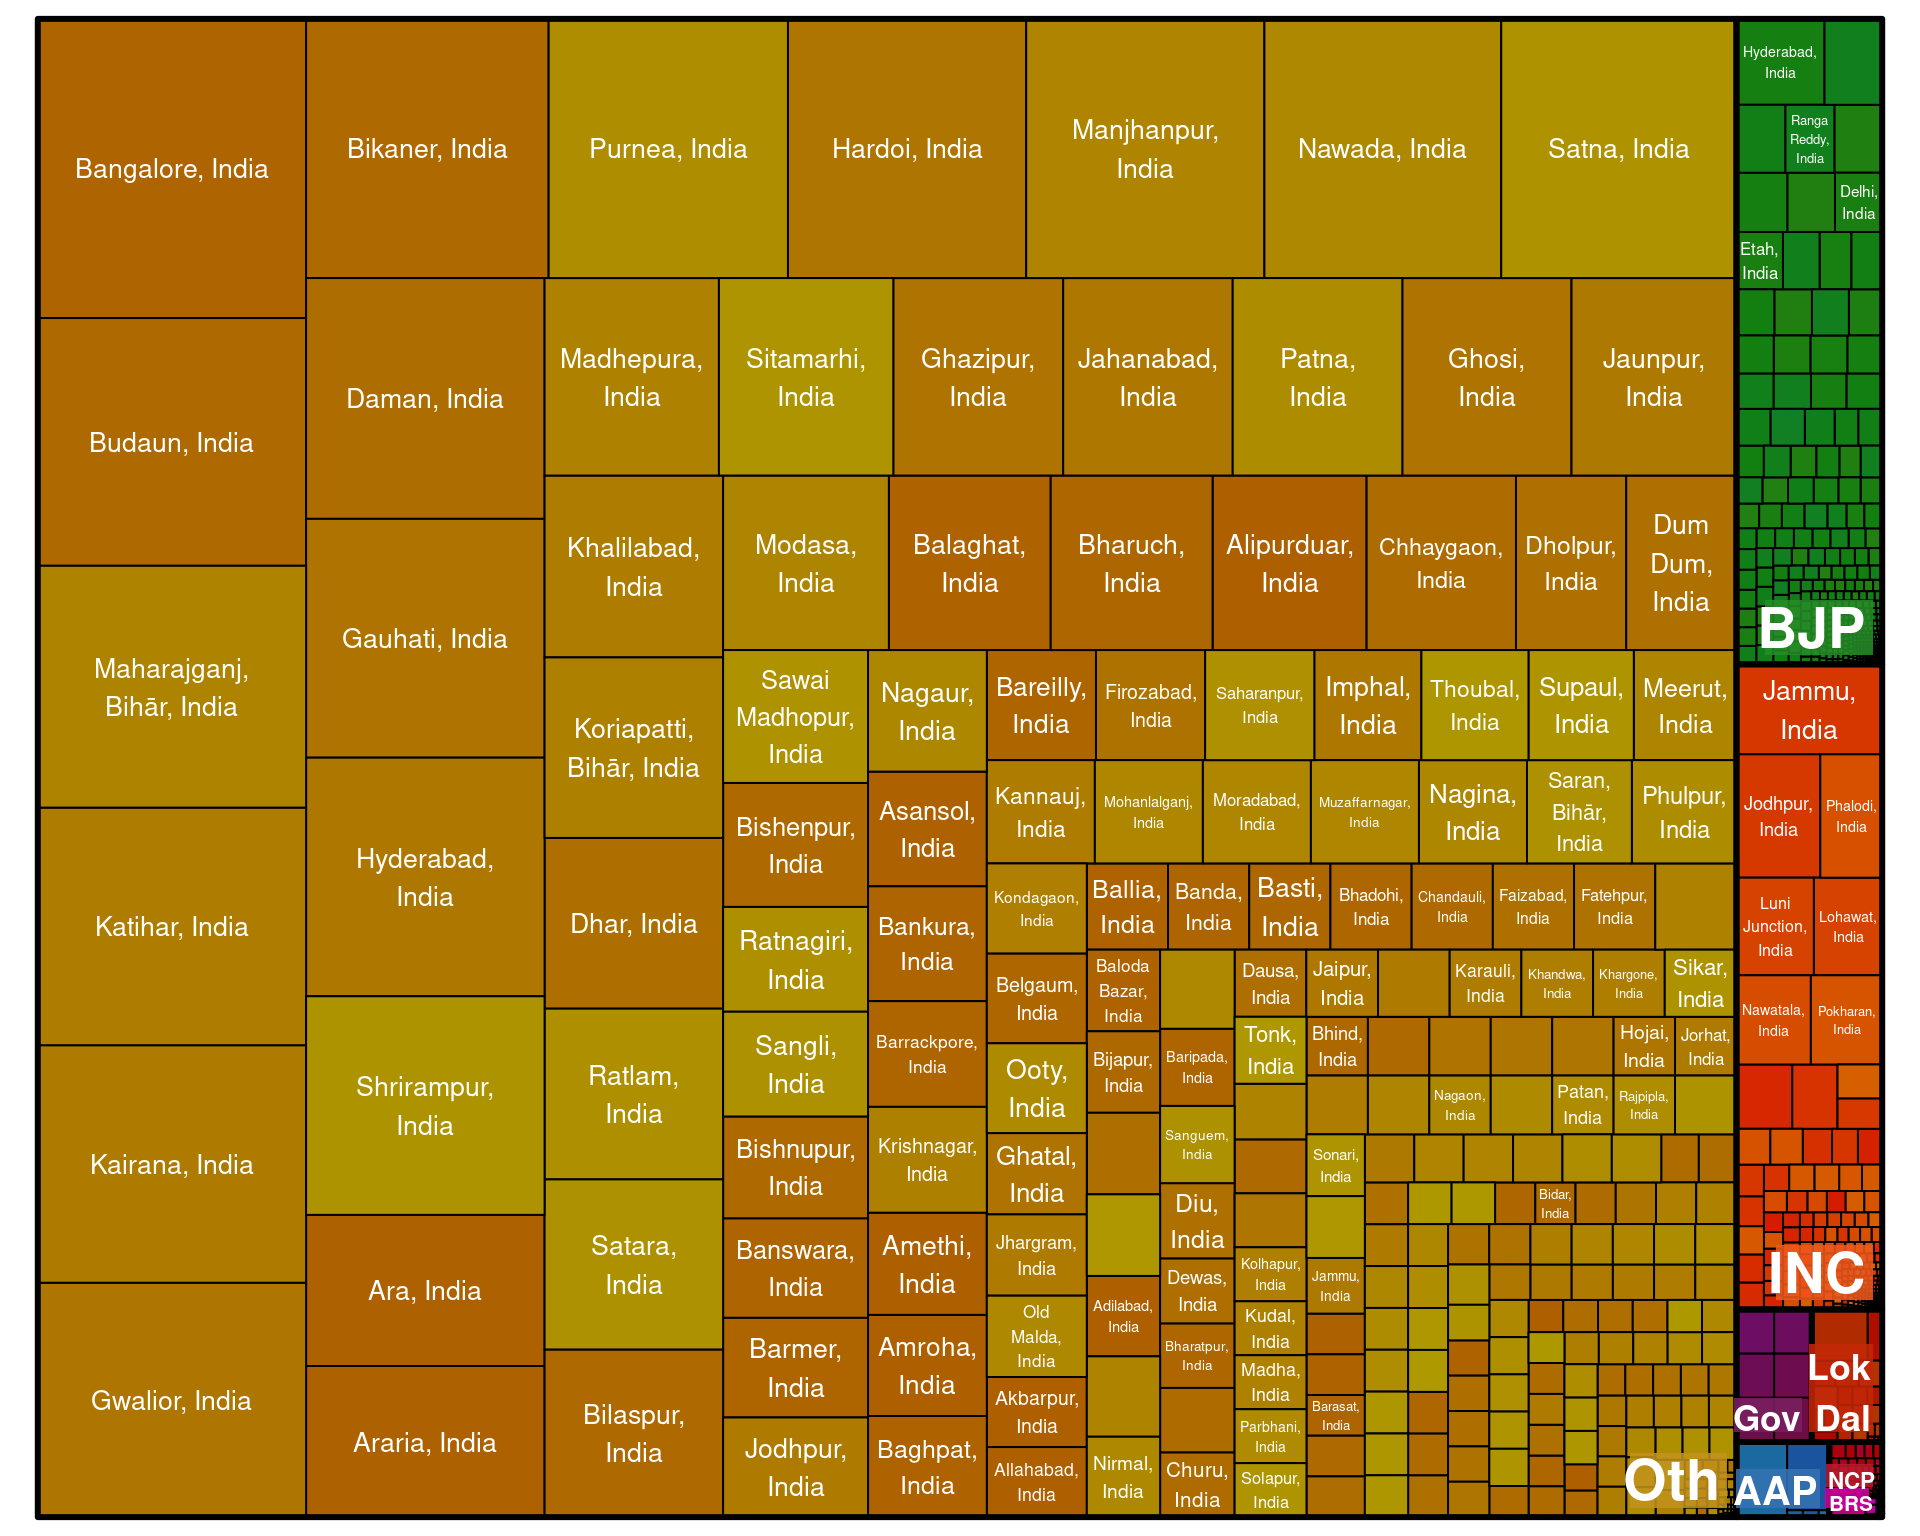 Bangalore, India
Bikaner, India
Purnea, India
Hardoi, India
Manjhanpur,
India
Nawada, India
Satna, India
Budaun, India
Daman, India
Madhepura,
India
Sitamarhi,
India
Ghazipur,
India
Jahanabad,
India
Patna,
India
Ghosi,
India
Jaunpur,
India
Gauhati, India
Khalilabad,
India
Modasa,
India
Balaghat,
India
Bharuch,
India
Alipurduar,
India
Chhaygaon,
India
Dholpur,
India
Dum
Dum,
India
Maharajganj,
Bihār, India
Koriapatti,
Bihār, India
Sawai
Madhopur,
India
Nagaur,
India
Bareilly,
India
Firozabad,
India
Saharanpur,
India
Imphal,
India
Thoubal,
India
Supaul,
India
Meerut,
India
Katihar, India
Hyderabad,
India
Dhar, India
Bishenpur,
India
Asansol,
India
Kannauj,
India
Mohanlalganj,
India
Moradabad,
India
Muzaffarnagar,
India
Nagina,
India
Saran,
Bihār,
India
Phulpur,
India
Ratnagiri,
India
Bankura,
India
Kondagaon,
India
Ballia,
India
Banda,
India
Basti,
India
Bhadohi,
India
Chandauli,
India
Faizabad,
India
Fatehpur,
India
Kairana, India
Shrirampur,
India
Ratlam,
India
Sangli,
India
Barrackpore,
India
Belgaum,
India
Baloda
Bazar,
India
Dausa,
India
Jaipur,
India
Karauli,
India
Khandwa,
India
Khargone,
India
Sikar,
India
Ooty,
India
Bijapur,
India
Baripada,
India
Tonk,
India
Bhind,
India
Hojai,
India
Jorhat,
India
Nagaon,
India
Patan,
India
Rajpipla,
India
Bishnupur,
India
Krishnagar,
India
Ghatal,
India
Sanguem,
India
Sonari,
India
Bidar,
India
Gwalior, India
Ara, India
Satara,
India
Banswara,
India
Amethi,
India
Jhargram,
India
Diu,
India
Kolhapur,
India
Jammu,
India
Barmer,
India
Amroha,
India
Old
Malda,
India
Adilabad,
India
Dewas,
India
Kudal,
India
Bharatpur,
India
Madha,
India
Araria, India
Bilaspur,
India
Jodhpur,
India
Baghpat,
India
Akbarpur,
India
Allahabad,
India
Nirmal,
India
Churu,
India
Parbhani,
India
Solapur,
India
Barasat,
India
Oth
Hyderabad,
India
Ranga
Reddy,
India
Delhi,
India
Etah,
India
BJP
Jammu,
India
Jodhpur,
India
Phalodi,
India
Luni
Junction,
India
Lohawat,
India
Nawatala,
India
Pokharan,
India
INC
Gov
Lok
Dal
AAP
NCP
BRS